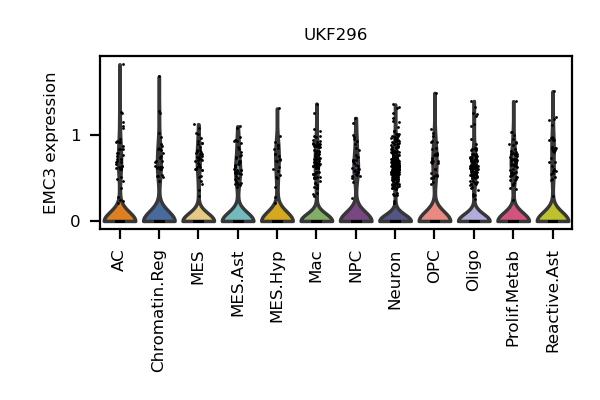 UKF296
EMC3 expression
1
0
AC
Chromatin.Reg
MES
MES.Ast
MES.Hyp
Mac
NPC
Neuron
OPC
Oligo
Prolif.Metab
Reactive.Ast